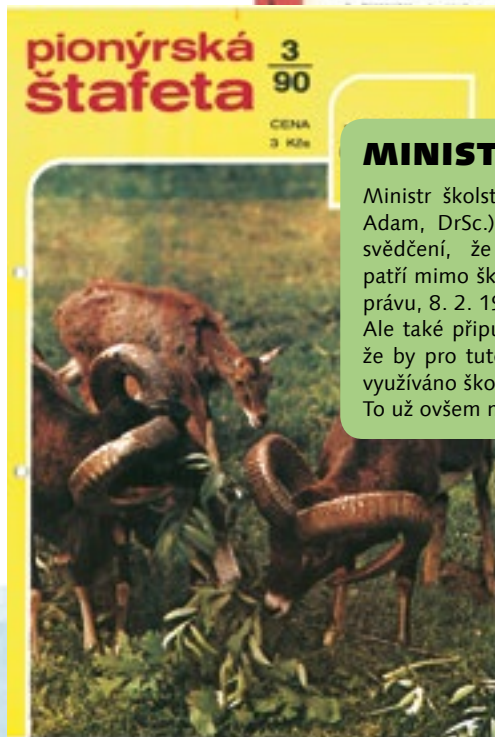 pionýrská
štafeta
3
90
CENA
3 Kčs
MINIST
Ministr školst
Adam, DrSc.)
svědčení, že
patří mimo šk
právu, 8. 2. 19
Ale také připu
že by pro tuto
využíváno ško
To už ovšem n